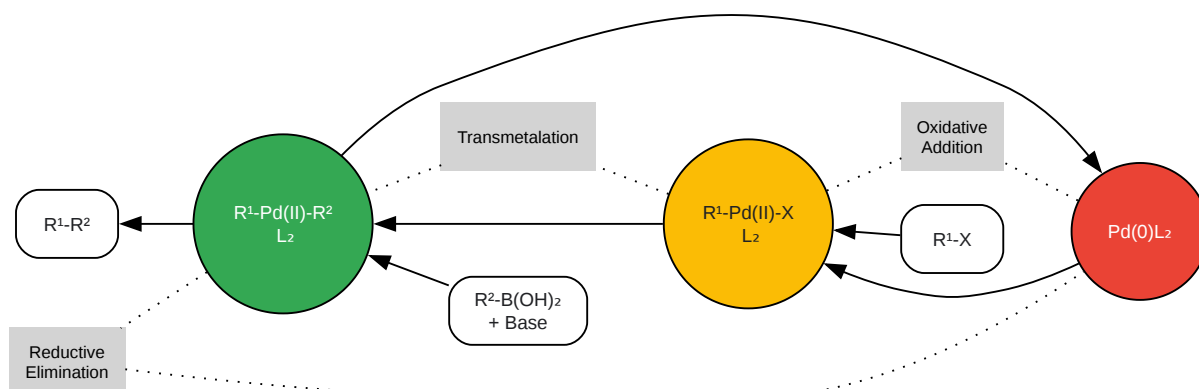 Transmetalation
Oxidative
Addition
R¹-R²
R¹-Pd(II)-R²
L₂
R¹-Pd(II)-X
L₂
R¹-X
Pd(0)L₂
R²-B(OH)₂
+ Base
Reductive
Elimination